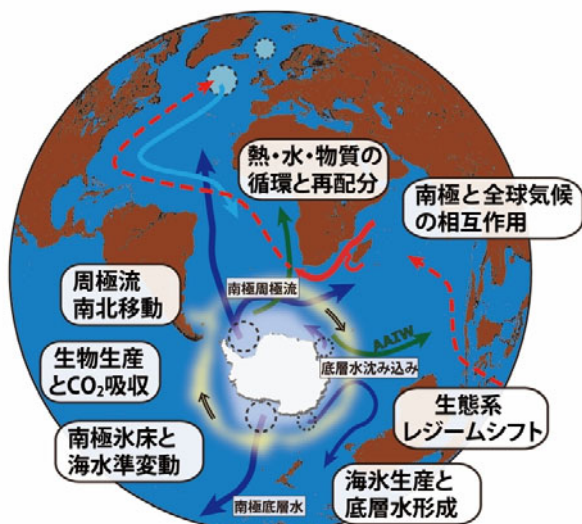 熱・水・物質の
循環と再配分
南極と全球気候
の相互作用
周極流
南北移動
南極周極流
AAIW
底層水沈み込み
生物生産
とCO₂吸収
生態系
レジームシフト
南極氷床と
海水準変動
海氷生産と
底層水形成
南極底層水